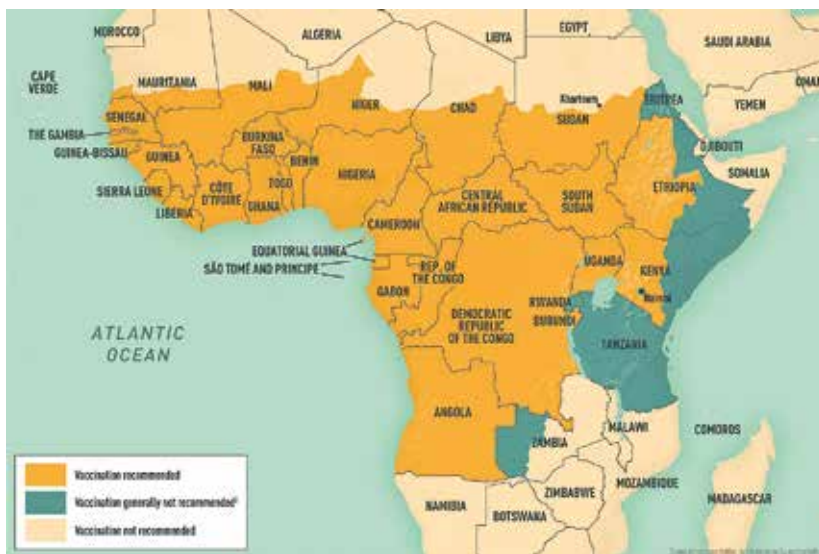 MOROCCO
ALGERIA
LIBYA
EGYPT
SAUDI ARABIA
CAPE
VERDE
MAURITANIA
MALI
NIGER
CHAD
Khartoum
SUDAN
ERITREA
YEMEN
OMAN
SENEGAL
THE GAMBIA
GUINEA-BISSAU
GUINEA
BURKINA
FASO
BENIN
NIGERIA
DJIBOUTI
SOMALIA
SIERRA LEONE
LIBERIA
CÔTE
D'IVOIRE
GHANA
TOGO
CENTRAL
AFRICAN REPUBLIC
SOUTH
SUDAN
ETHIOPIA
CAMEROON
EQUATORIAL GUINEA
SÃO TOMÉ AND PRINCIPE
GABON
REP. OF
THE CONGO
UGANDA
KENYA
Nairobi
DEMOCRATIC
REPUBLIC
OF THE CONGO
RWANDA
BURUNDI
TANZANIA
ATLANTIC
OCEAN
ANGOLA
ZAMBIA
MALAWI
COMOROS
MOZAMBIQUE
ZIMBABWE
MADAGASCAR
NAMIBIA
BOTSWANA
Vaccination recommended
Vaccination generally not recommended
Vaccination not recommended